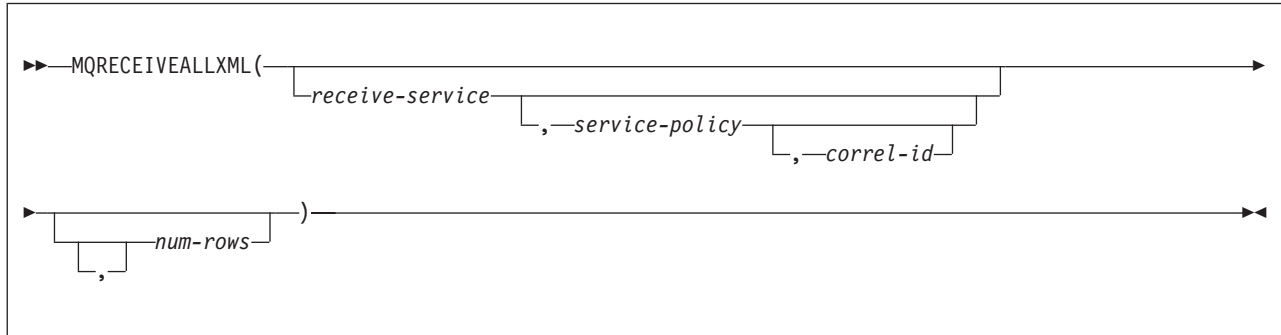 MQRECEIVEALLXML(
receive-service
, service-policy
, correl-id
)
num-rows
,